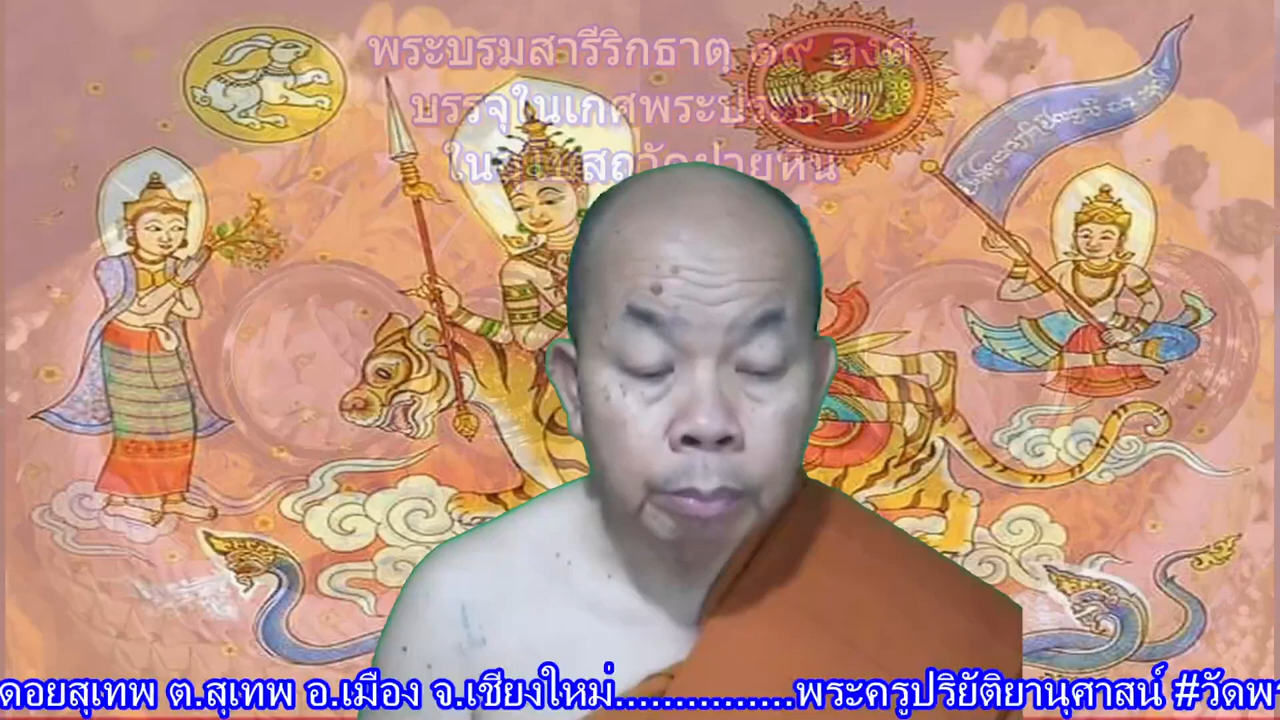 พระบรมสารีริกธาตุ ๑๙ องค์
บรรจุในเกศพระประธาน
ดอยสุเทพ ต.สุเทพ อ.เมือง จ.เชียงใหม่...............พระครูปริยัติยานุศาสน์ #วัดพร